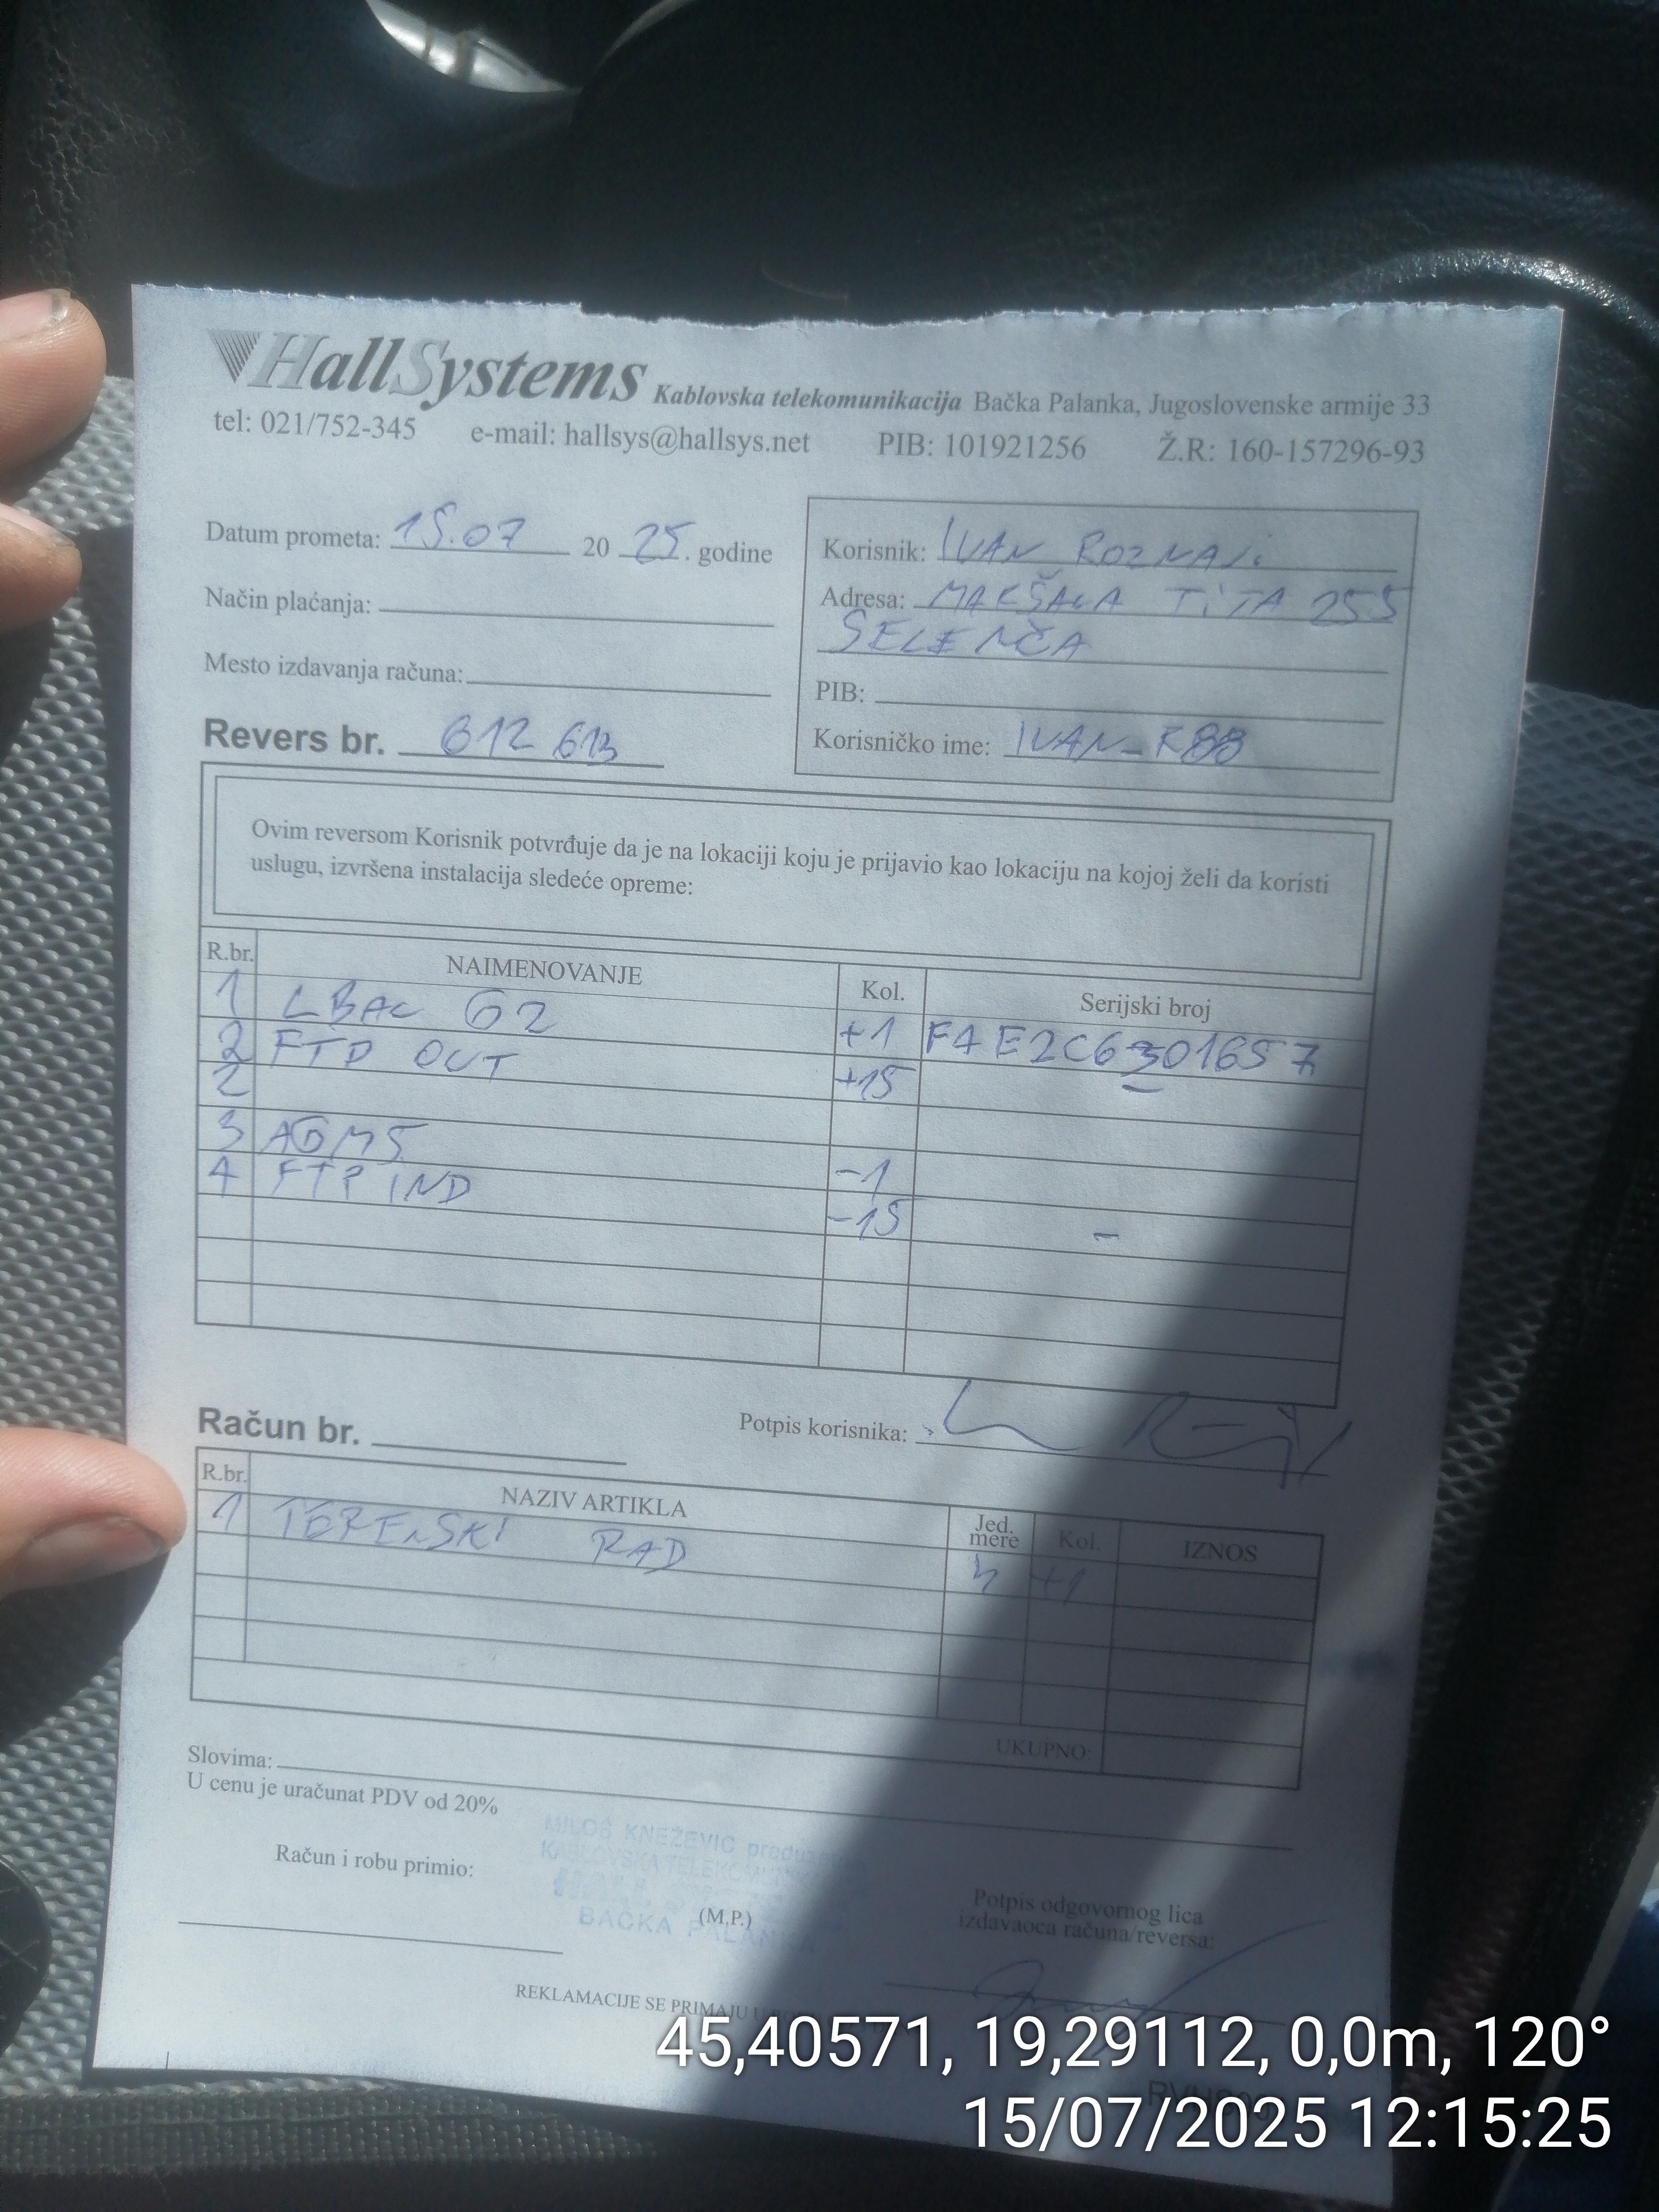 HallSystems Kablovska telekomunikacija Bačka Palanka, Jugoslovenske armije 33
tel: 021/752-345 e-mail: hallsys@hallsys.net PIB: 101921256 Ž.R: 160-157296-93
Datum prometa: 15.07 20 25. godine
Način plaćanja:
Mesto izdavanja računa:
Revers br. 612 613
Korisnik: IVAN ROZNAJI
Adresa: MARŠALA TITA 255
SELENČA
PIB:
Korisničko ime: IVAN_R88
Ovim reversom Korisnik potvrđuje da je na lokaciji koju je prijavio kao lokaciju na kojoj želi da koristi
uslugu, izvršena instalacija sledeće opreme:
R.br. NAIMENOVANJE Kol. Serijski broj
1 LBAC G2 +1 F4E2C6301657
2 FTP OUT +15 –
2
3 AGM5 -1
4 FTP IND -15 –
Račun br. Potpis korisnika:
R.br. NAZIV ARTIKLA Jed. mere Kol. IZNOS
1 TERENSKI RAD h +1
UKUPNO:
Slovima:
U cenu je uračunat PDV od 20%
MILOŠ KNEŽEVIĆ
KABLOVSKA
BAČKA PALANKA
Račun i robu primio:
(M.P.)
Potpis odgovornog lica
izdavaoca računa/reversa:
REKLAMACIJE SE PRIMAJU U
45,40571, 19,29112, 0,0m, 120°
15/07/2025 12:15:25